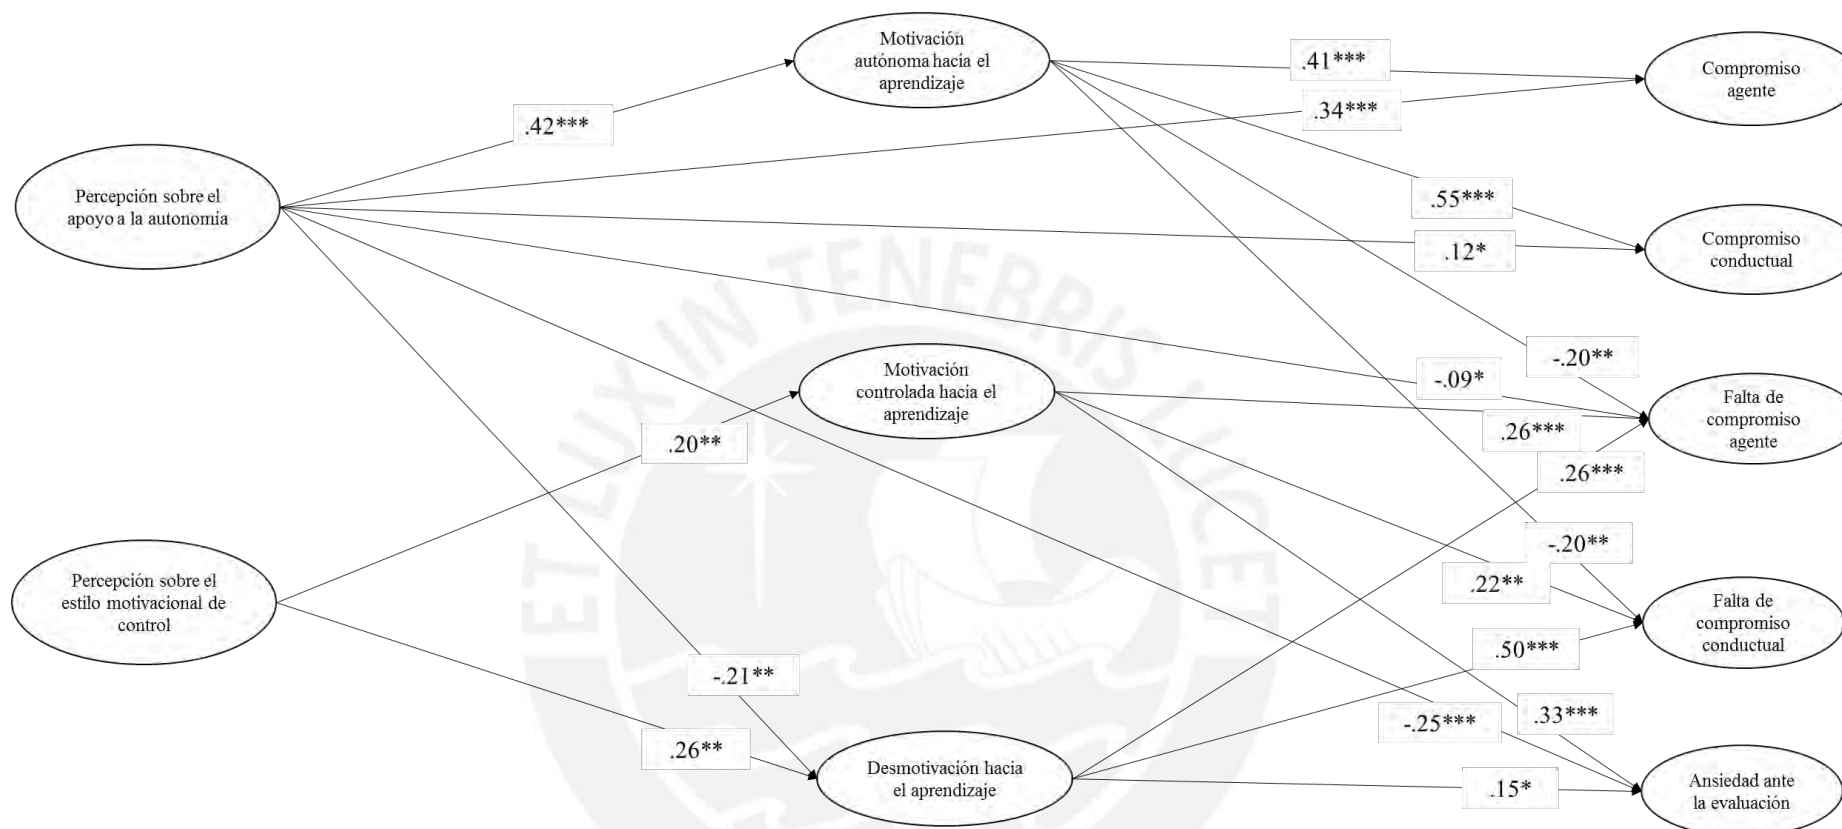 Motivación
autónoma hacia el
aprendizaje
.41***
Compromiso
agente
.34***
.42***
Percepción sobre el
apoyo a la autonomía
.55***
Compromiso
conductual
.12*
ET LUX IN TENEBRIS LUCET
Motivación
controlada hacia el
aprendizaje
-.20**
-.09*
Falta de
compromiso
agente
.20**
.26***
.26***
-.20**
Percepción sobre el
estilo motivacional de
control
.22**
Falta de
compromiso
conductual
.50***
-.21**
-.25***
.33***
.26**
Desmotivación hacia
el aprendizaje
.15*
Ansiedad ante
la evaluación